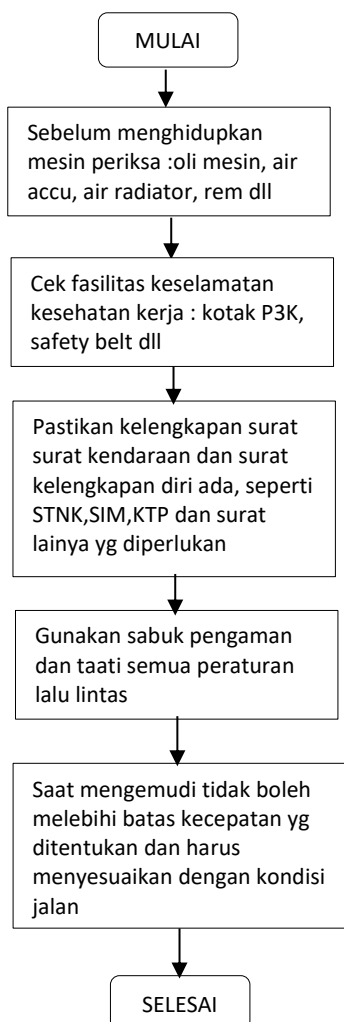 MULAI
Sebelum menghidupkan
mesin periksa :oli mesin, air
accu, air radiator, rem dll
Cek fasilitas keselamatan
kesehatan kerja : kotak P3K,
safety belt dll
Pastikan kelengkapan surat
surat kendaraan dan surat
kelengkapan diri ada, seperti
STNK,SIM,KTP dan surat
lainya yg diperlukan
Gunakan sabuk pengaman
dan taati semua peraturan
lalu lintas
Saat mengemudi tidak boleh
melebihi batas kecepatan yg
ditentukan dan harus
menyesuaikan dengan kondisi
jalan
SELESAI